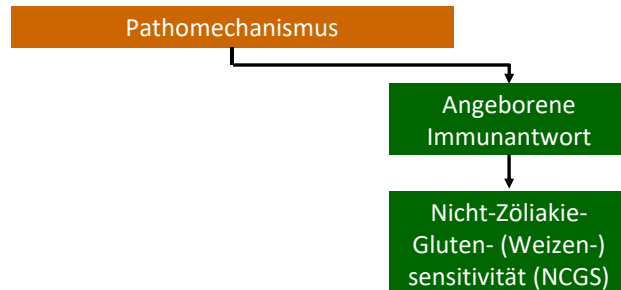 Pathomechanismus
Angeborene
Immunantwort
Nicht-Zöliakie-
Gluten- (Weizen-)
sensitivität (NCGS)